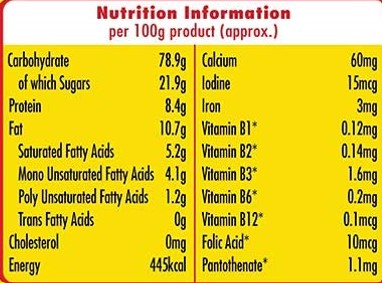 Nutrition Information
per 100g product (approx.)
Carbohydrate 78.9g
of which Sugars 21.9g
Protein 8.4g
Fat 10.7g
Saturated Fatty Acids 5.2g
Mono Unsaturated Fatty Acids 4.1g
Poly Unsaturated Fatty Acids 1.2g
Trans Fatty Acids 0g
Cholesterol 0mg
Energy 445kcal
Calcium 60mg
Iodine 15mcg
Iron 3mg
Vitamin B1* 0.12mg
Vitamin B2* 0.14mg
Vitamin B3* 1.6mg
Vitamin B6* 0.2mg
Vitamin B12* 0.1mcg
Folic Acid* 10mcg
Pantothenate* 1.1mg